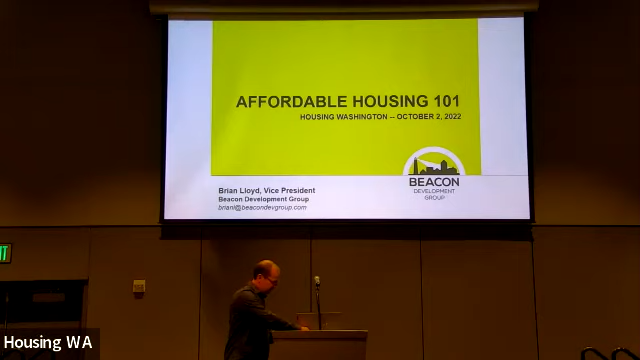 AFFORDABLE HOUSING 101
HOUSING WASHINGTON -- OCTOBER 2, 2022
BEACON
DEVELOPMENT
GROUP
Brian Lloyd, Vice President
Beacon Development Group
brianl@beacondevgroup.com
IT
Housing WA